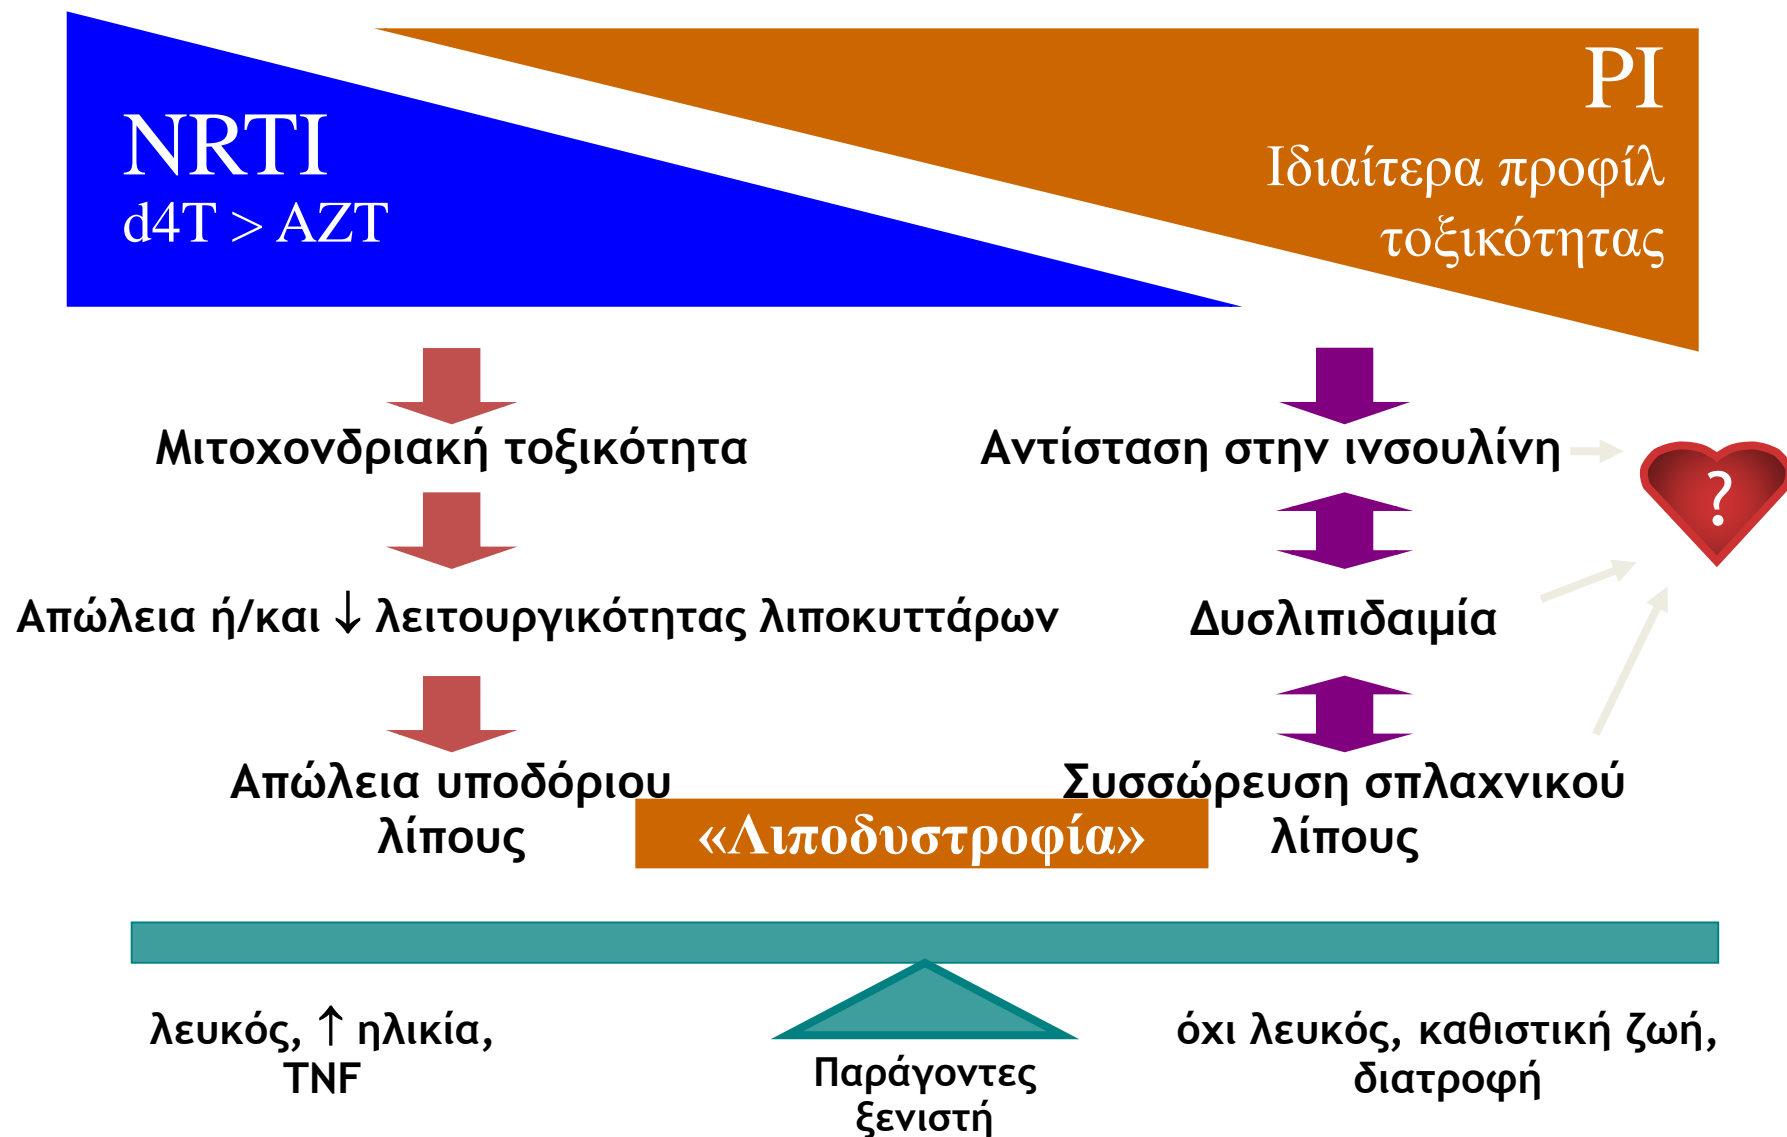 NRTI
d4T > AZT
PI
Ιδιαίτερα προφίλ
τοξικότητας
Μιτοχονδριακή τοξικότητα
Αντίσταση στην ινσουλίνη
?
Απώλεια ή/και ↓ λειτουργικότητας λιποκυττάρων
Δυσλιπιδαιμία
Απώλεια υποδόριου
λίπους
Συσσώρευση σπλαχνικού
λίπους
«Λιποδυστροφία»
λευκός, ↑ ηλικία,
TNF
Παράγοντες
ξενιστή
όχι λευκός, καθιστική ζωή,
διατροφή